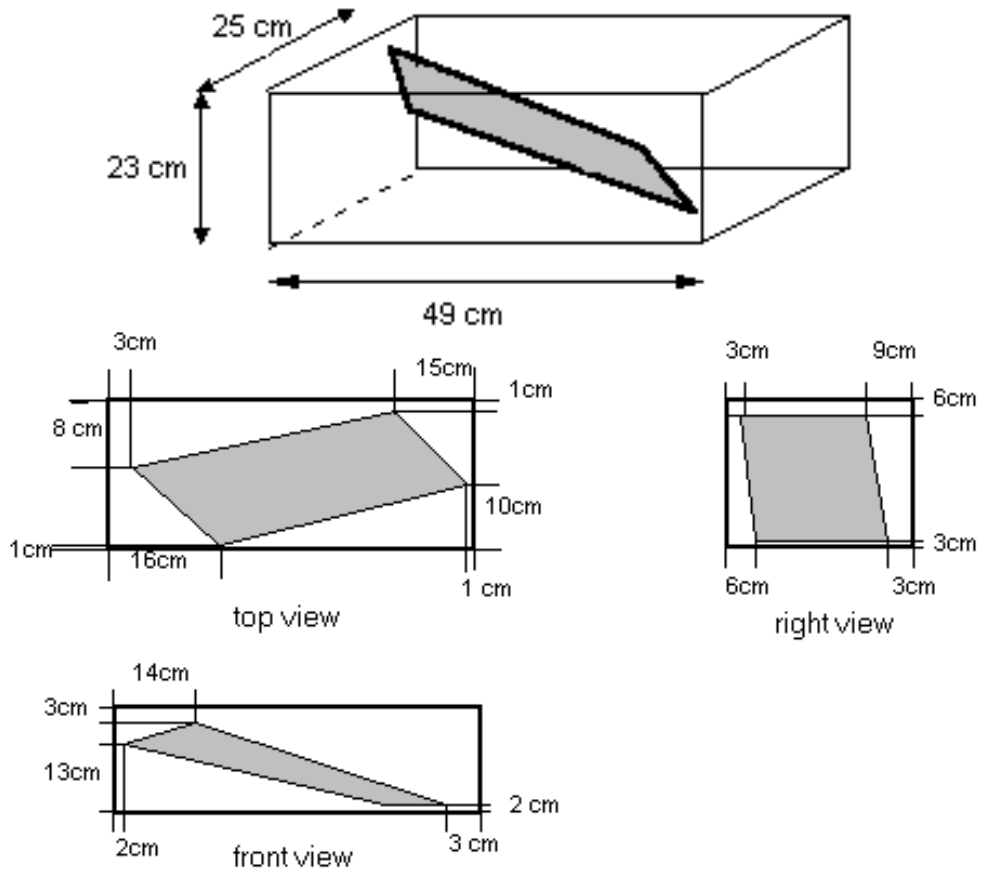 25 cm
23 cm
49 cm
3cm
15cm
1cm
8 cm
10cm
1cm
16cm
1 cm
top view
3cm
9cm
6cm
3cm
6cm
3cm
right view
14cm
3cm
13cm
2 cm
2cm
3 cm
front view